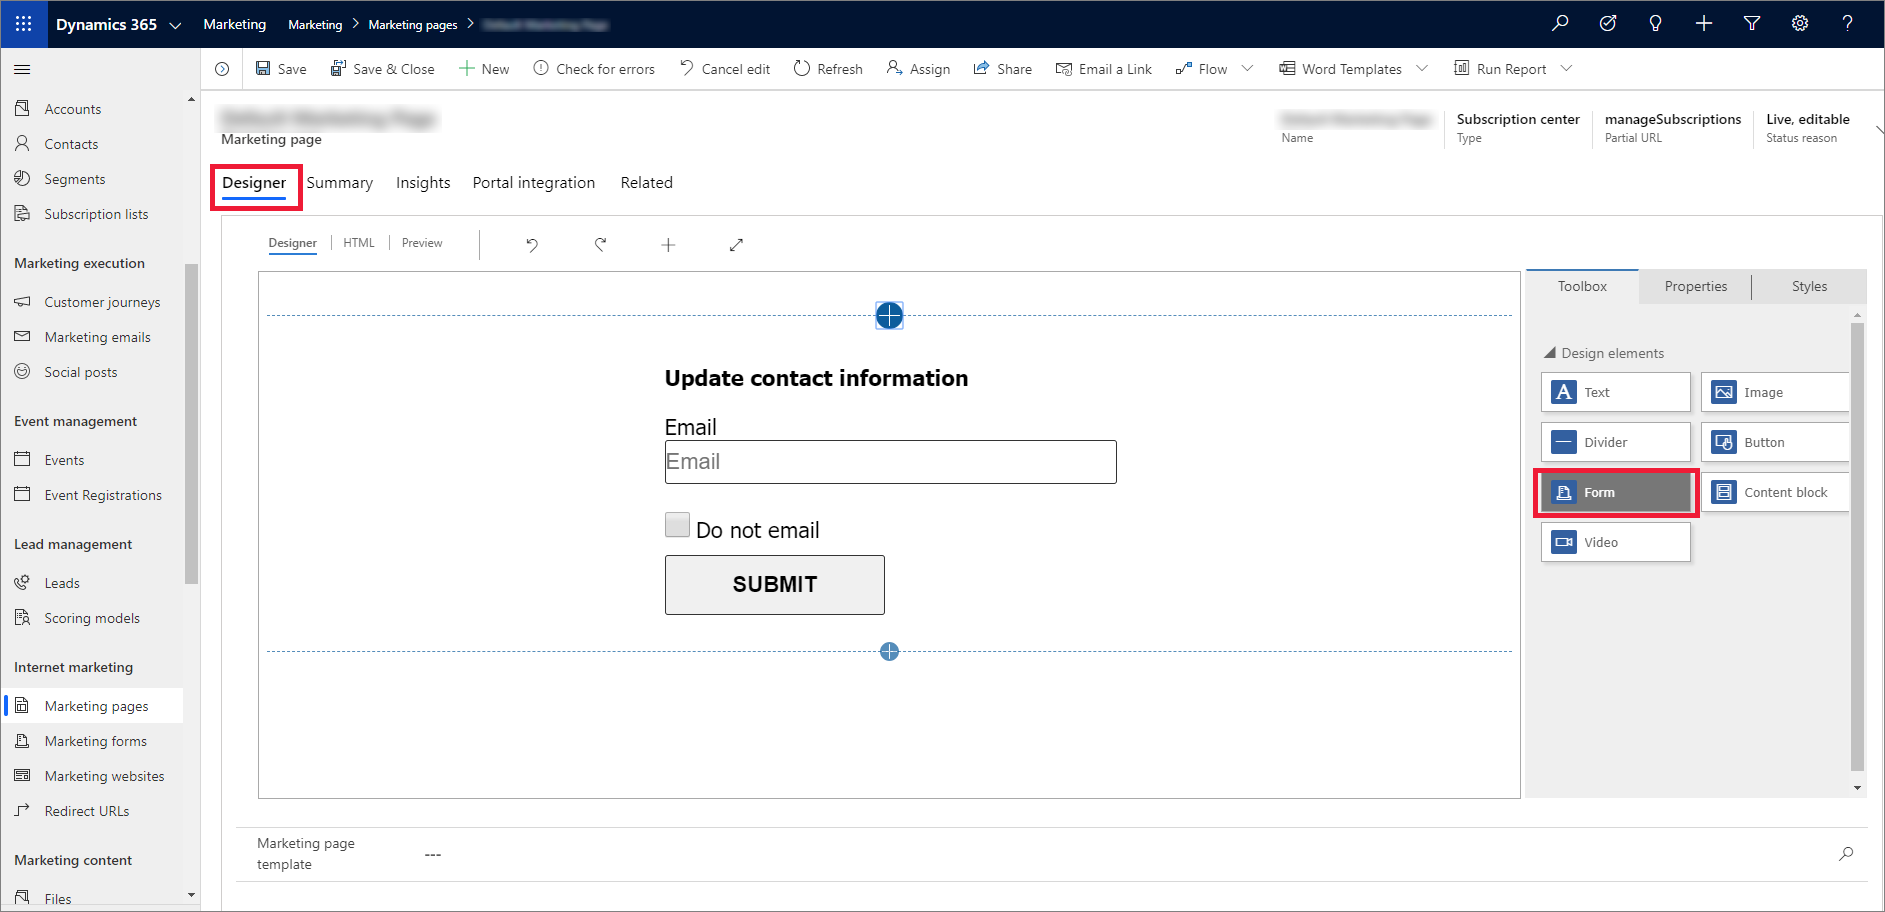 Dynamics 365 Marketing Marketing > Marketing pages >
Save Save & Close New Check for errors Cancel edit Refresh Assign Share Email a Link Flow Word Templates Run Report
Accounts
Contacts
Segments
Subscription lists
Marketing execution
Customer journeys
Marketing emails
Social posts
Event management
Events
Event Registrations
Lead management
Leads
Scoring models
Internet marketing
Marketing pages
Marketing forms
Marketing websites
Redirect URLs
Marketing content
Files
Marketing page
Name
Subscription center
Type
manageSubscriptions
Partial URL
Live, editable
Status reason
Designer Summary Insights Portal integration Related
Designer HTML Preview
Update contact information
Email
Email
Do not email
SUBMIT
Toolbox Properties Styles
Design elements
Text Image
Divider Button
Form Content block
Video
Marketing page
template
---